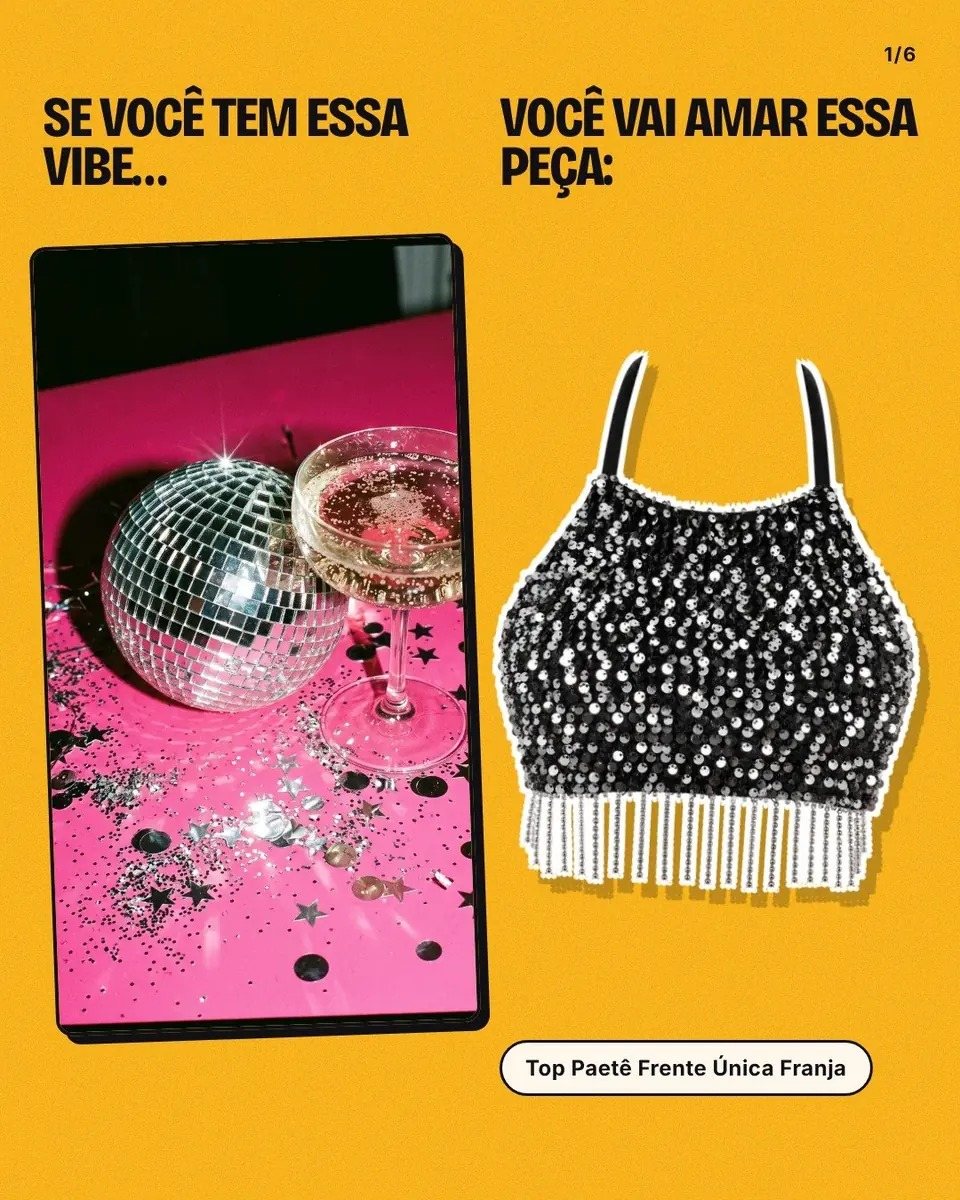 1/6
SE VOCÊ TEM ESSA
VIBE...
VOCÊ VAI AMAR ESSA
PEÇA:
Top Paetê Frente Única Franja